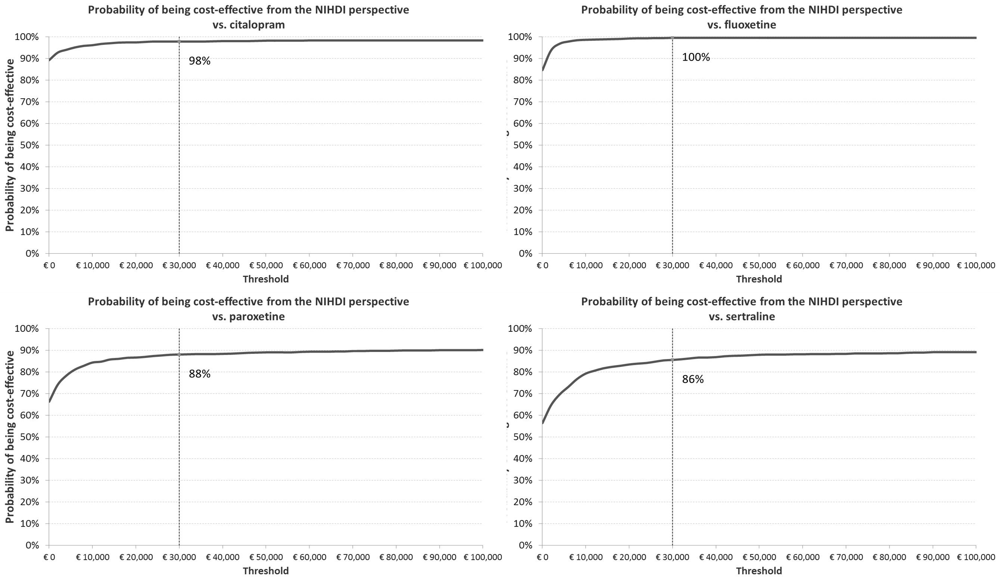 Probability of being cost-effective from the NIHDI perspective
vs. citalopram
Probability of being cost-effective
100%
90%
80%
70%
60%
50%
40%
30%
20%
10%
0%
98%
€ 0 € 10,000 € 20,000 € 30,000 € 40,000 € 50,000 € 60,000 € 70,000 € 80,000 € 90,000 € 100,000
Threshold
Probability of being cost-effective from the NIHDI perspective
vs. fluoxetine
100%
90%
80%
70%
60%
50%
40%
30%
20%
10%
0%
100%
€ 0 € 10,000 € 20,000 € 30,000 € 40,000 € 50,000 € 60,000 € 70,000 € 80,000 € 90,000 € 100,000
Threshold
Probability of being cost-effective from the NIHDI perspective
vs. paroxetine
Probability of being cost-effective
100%
90%
80%
70%
60%
50%
40%
30%
20%
10%
0%
88%
€ 0 € 10,000 € 20,000 € 30,000 € 40,000 € 50,000 € 60,000 € 70,000 € 80,000 € 90,000 € 100,000
Threshold
Probability of being cost-effective from the NIHDI perspective
vs. sertraline
100%
90%
80%
70%
60%
50%
40%
30%
20%
10%
0%
86%
€ 0 € 10,000 € 20,000 € 30,000 € 40,000 € 50,000 € 60,000 € 70,000 € 80,000 € 90,000 € 100,000
Threshold